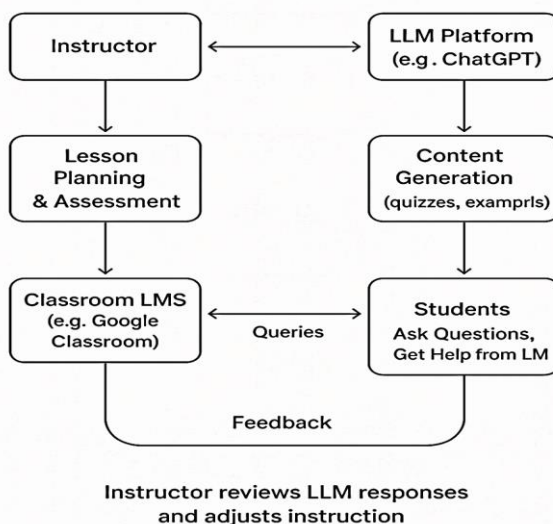 Instructor
LLM Platform
(e.g. ChatGPT)
Lesson
Planning
& Assessment
Content
Generation
(quizzes, examprls)
Classroom LMS
(e.g. Google
Classroom)
Queries
Students
Ask Questions,
Get Help from LM
Feedback
Instructor reviews LLM responses
and adjusts instruction